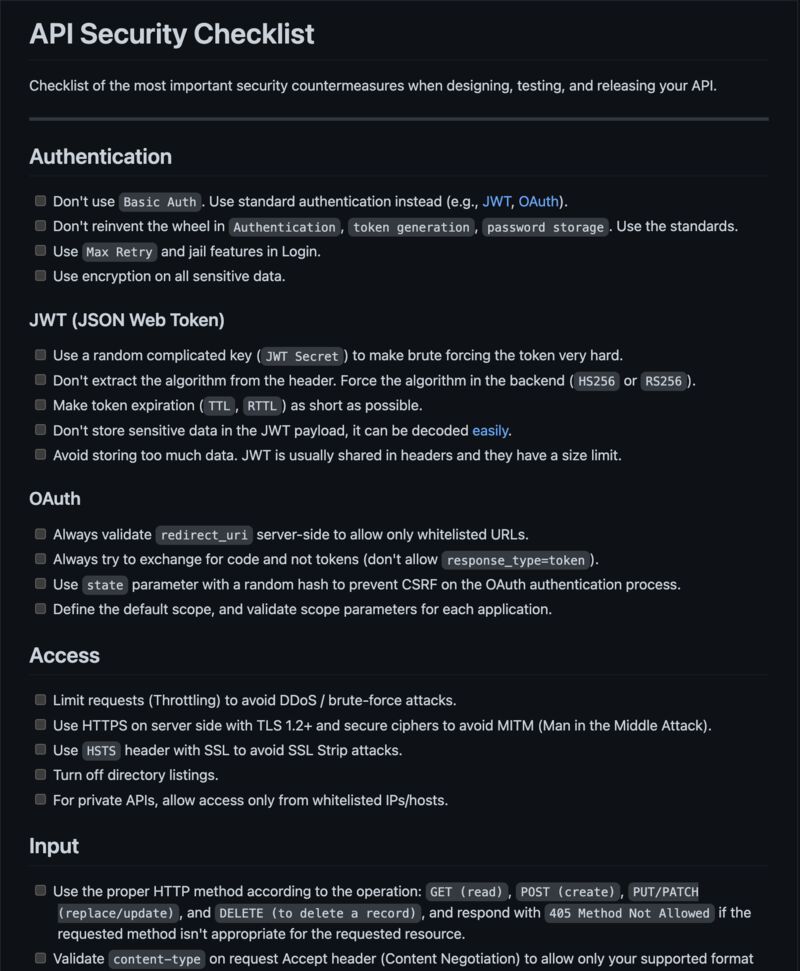 API Security Checklist
Checklist of the most important security countermeasures when designing, testing, and releasing your API.
Authentication
Don't use Basic Auth. Use standard authentication instead (e.g., JWT, OAuth).
Don't reinvent the wheel in Authentication, token generation, password storage. Use the standards.
Use Max Retry and jail features in Login.
Use encryption on all sensitive data.
JWT (JSON Web Token)
Use a random complicated key (JWT Secret) to make brute forcing the token very hard.
Don't extract the algorithm from the header. Force the algorithm in the backend (HS256 or RS256).
Make token expiration (TTL, RTTL) as short as possible.
Don't store sensitive data in the JWT payload, it can be decoded easily.
Avoid storing too much data. JWT is usually shared in headers and they have a size limit.
OAuth
Always validate redirect_uri server-side to allow only whitelisted URLs.
Always try to exchange for code and not tokens (don't allow response_type=token).
Use state parameter with a random hash to prevent CSRF on the OAuth authentication process.
Define the default scope, and validate scope parameters for each application.
Access
Limit requests (Throttling) to avoid DDoS / brute-force attacks.
Use HTTPS on server side with TLS 1.2+ and secure ciphers to avoid MITM (Man in the Middle Attack).
Use HSTS header with SSL to avoid SSL Strip attacks.
Turn off directory listings.
For private APIs, allow access only from whitelisted IPs/hosts.
Input
Use the proper HTTP method according to the operation: GET (read), POST (create), PUT/PATCH
(replace/update), and DELETE (to delete a record), and respond with 405 Method Not Allowed if the
requested method isn't appropriate for the requested resource.
Validate content-type on request Accept header (Content Negotiation) to allow only your supported format